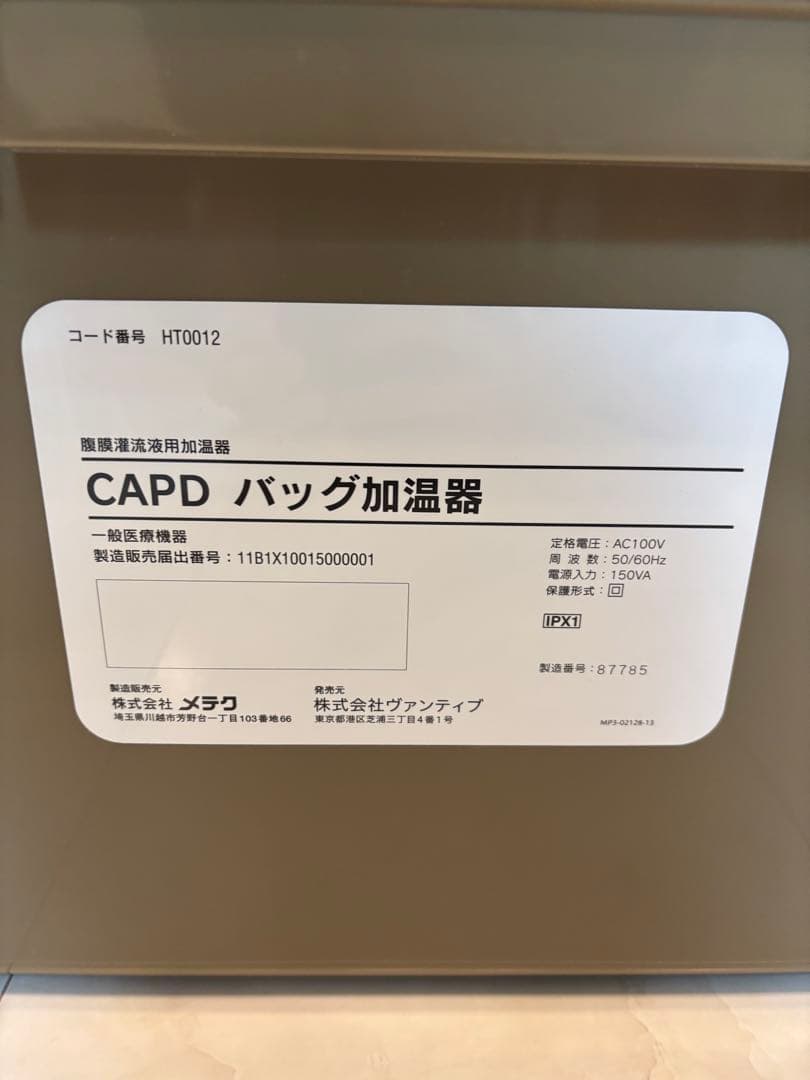 コード番号 HT0012
腹膜灌流液用加温器
CAPD バッグ加温器
一般医療機器
製造販売届出番号：11B1X10015000001
定格電圧：AC100V
周波数：50/60Hz
電源入力：150VA
保護形式：回
IPX1
製造番号：87785
製造販売元
株式会社 メテク
埼玉県川越市芳野台一丁目103番地66
発売元
株式会社ヴァンティブ
東京都港区芝浦三丁目4番1号
MP3-02128-13